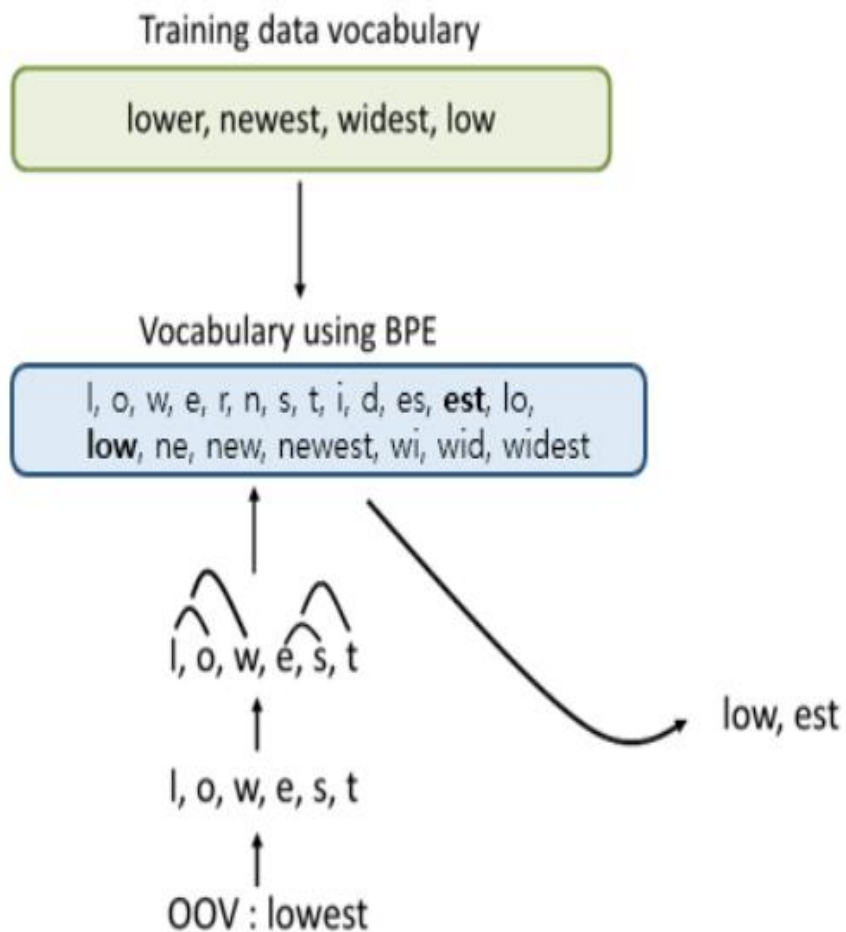 Training data vocabulary
lower, newest, widest, low
Vocabulary using BPE
l, o, w, e, r, n, s, t, i, d, es, est, lo,
low, ne, new, newest, wi, wid, widest
l, o, w, e, s, t
low, est
l, o, w, e, s, t
OOV : lowest